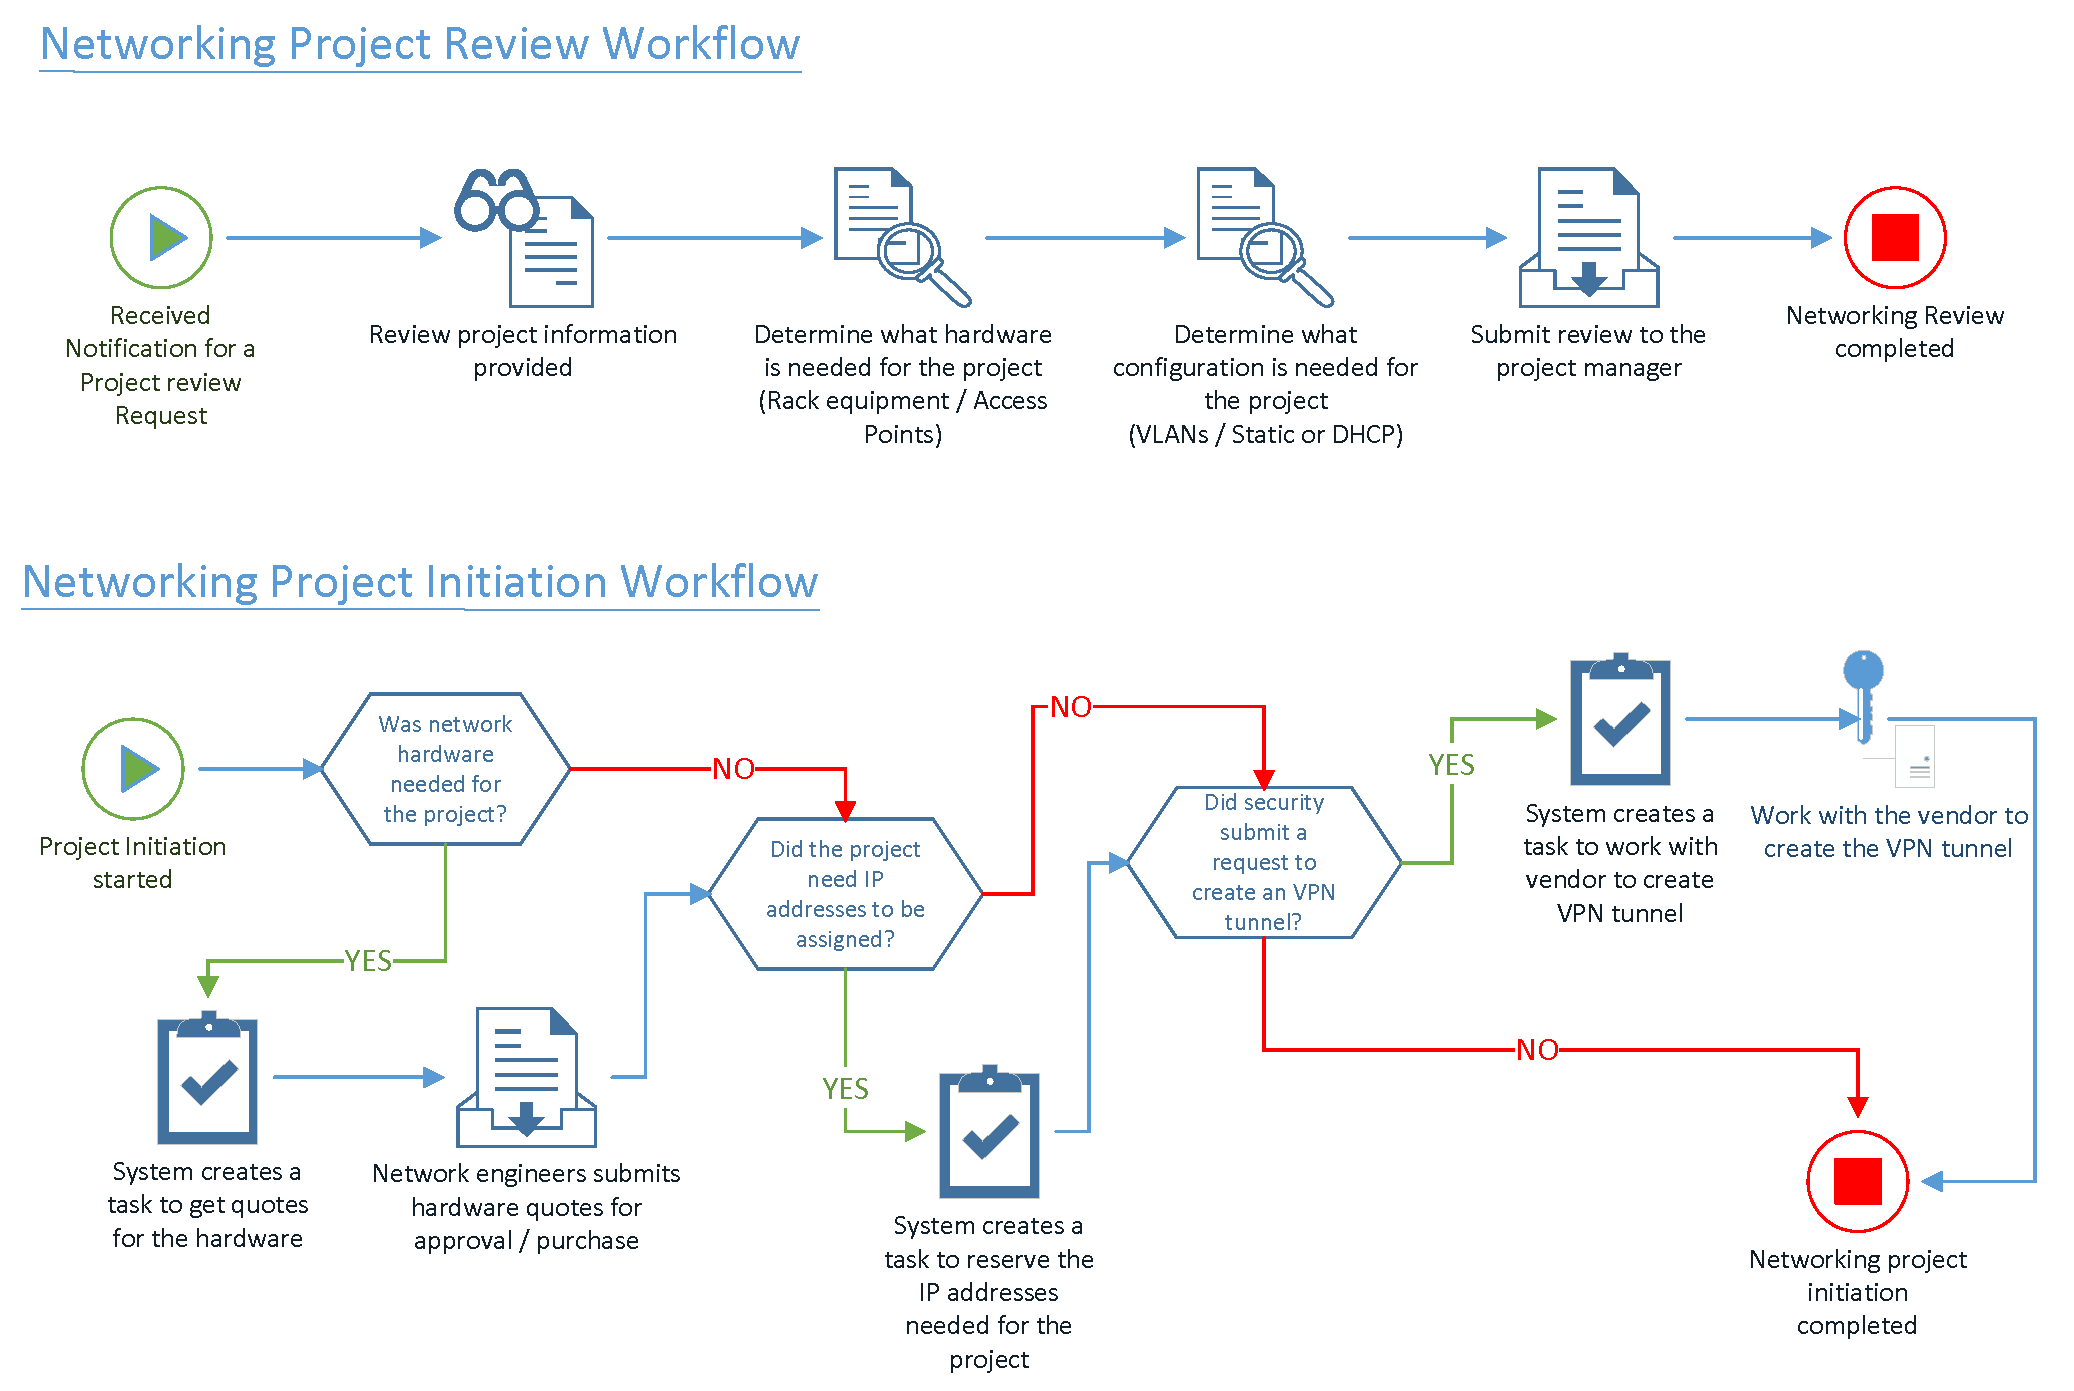 Networking Project Review Workflow
Received
Notification for a
Project review
Request
Review project information
provided
Determine what hardware
is needed for the project
(Rack equipment / Access
Points)
Determine what
configuration is needed for
the project
(VLANs / Static or DHCP)
Submit review to the
project manager
Networking Review
completed
Networking Project Initiation Workflow
Project Initiation
started
Was network
hardware
needed for
the project?
NO
YES
System creates a
task to get quotes
for the hardware
Network engineers submits
hardware quotes for
approval / purchase
Did the project
need IP
addresses to be
assigned?
NO
YES
System creates a
task to reserve the
IP addresses
needed for the
project
Did security
submit a
request to
create an VPN
tunnel?
YES
NO
System creates a
task to work with
vendor to create
VPN tunnel
Work with the vendor to
create the VPN tunnel
Networking project
initiation
completed